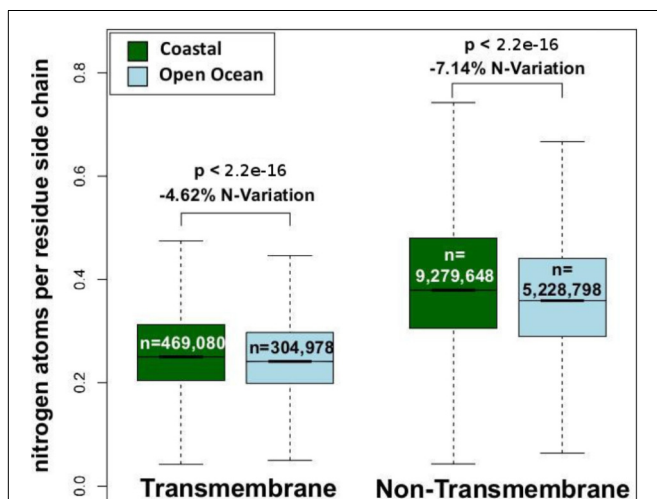 Coastal
Open Ocean
p < 2.2e-16
-7.14% N-Variation
p < 2.2e-16
-4.62% N-Variation
nitrogen atoms per residue side chain
0.8
0.6
0.4
0.2
0.0
n=469,080
n=304,978
n=
9,279,648
n=
5,228,798
Transmembrane
Non-Transmembrane